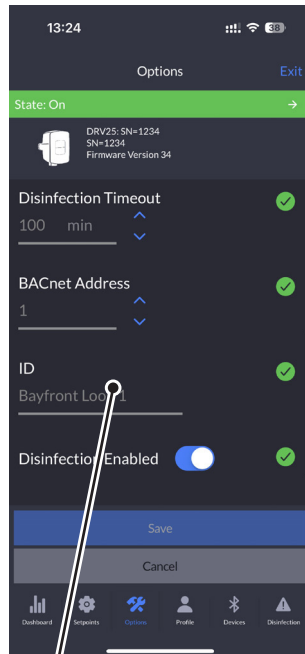 13:24
38
Options
Exit
State: On
DRV25: SN=1234
SN=1234
Firmware Version 34
Disinfection Timeout
100 min
BACnet Address
1
ID
Bayfront Loop 1
Disinfection Enabled
Save
Cancel
Dashboard Setpoints Options Profile Devices Disinfection